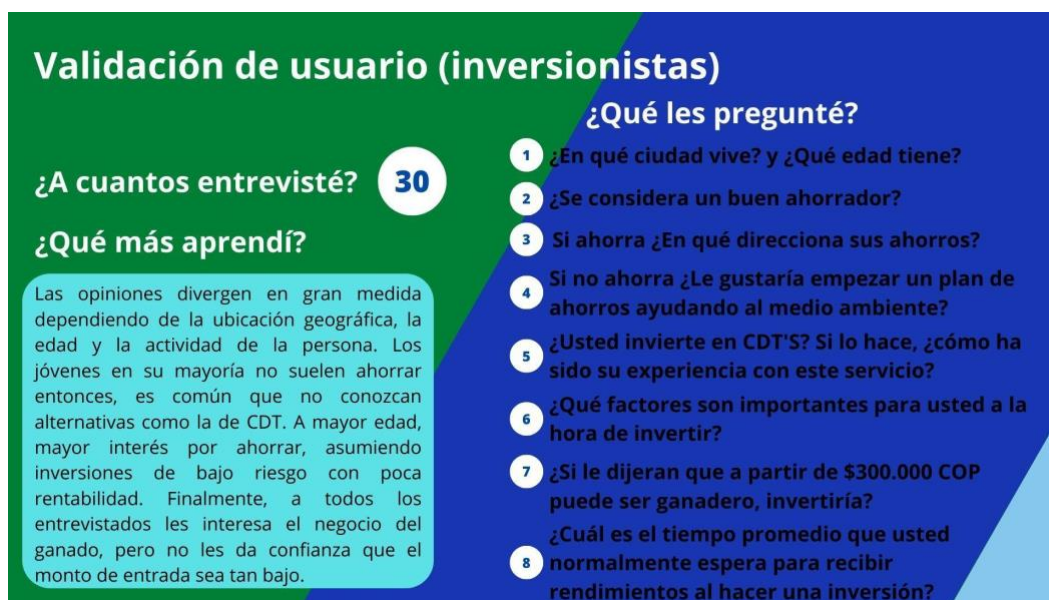 Validación de usuario (inversionistas)
¿A cuantos entrevisté? 30
¿Qué más aprendí?
Las opiniones divergen en gran medida
dependiendo de la ubicación geográfica, la
edad y la actividad de la persona. Los
jóvenes en su mayoría no suelen ahorrar
entonces, es común que no conozcan
alternativas como la de CDT. A mayor edad,
mayor interés por ahorrar, asumiendo
inversiones de bajo riesgo con poca
rentabilidad. Finalmente, a todos los
entrevistados les interesa el negocio del
ganado, pero no les da confianza que el
monto de entrada sea tan bajo.
¿Qué les pregunté?
1 ¿En qué ciudad vive? y ¿Qué edad tiene?
2 ¿Se considera un buen ahorrador?
3 Si ahorra ¿En qué direcciona sus ahorros?
4 Si no ahorra ¿Le gustaría empezar un plan de
ahorros ayudando al medio ambiente?
5 ¿Usted invierte en CDT'S? Si lo hace, ¿cómo ha
sido su experiencia con este servicio?
6 ¿Qué factores son importantes para usted a la
hora de invertir?
7 ¿Si le dijeran que a partir de $300.000 COP
puede ser ganadero, invertiría?
¿Cuál es el tiempo promedio que usted
8 normalmente espera para recibir
rendimientos al hacer una inversión?